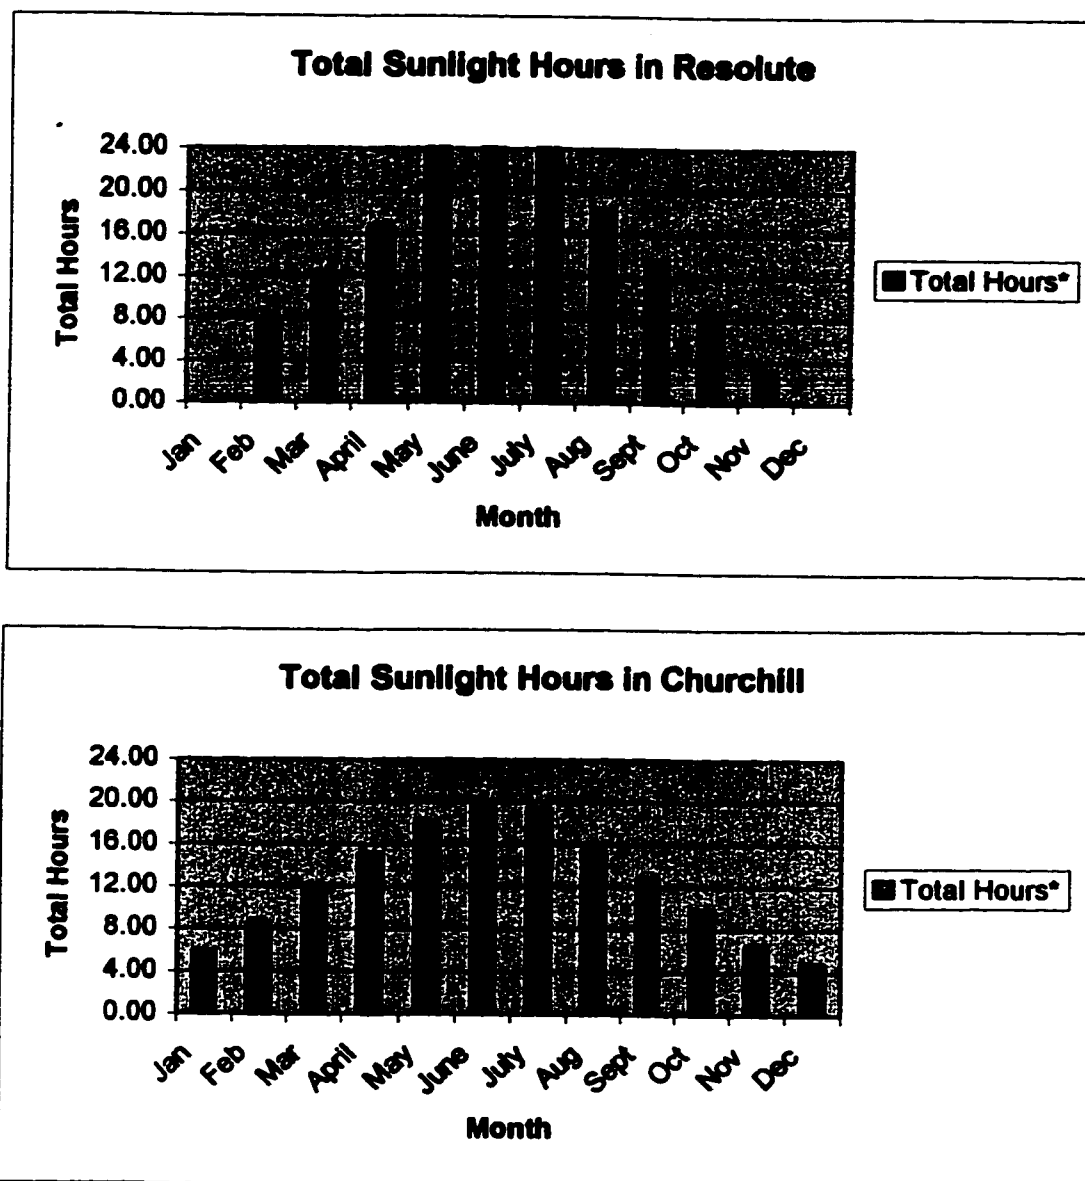 Total Sunlight Hours in Resolute
24.00
20.00
16.00
12.00
8.00
4.00
0.00
Total Hours
Total Hours*
Jan Feb Mar April May June July Aug Sept Oct Nov Dec
Month
Total Sunlight Hours in Churchill
24.00
20.00
16.00
12.00
8.00
4.00
0.00
Total Hours
Total Hours*
Jan Feb Mar April May June July Aug Sept Oct Nov Dec
Month